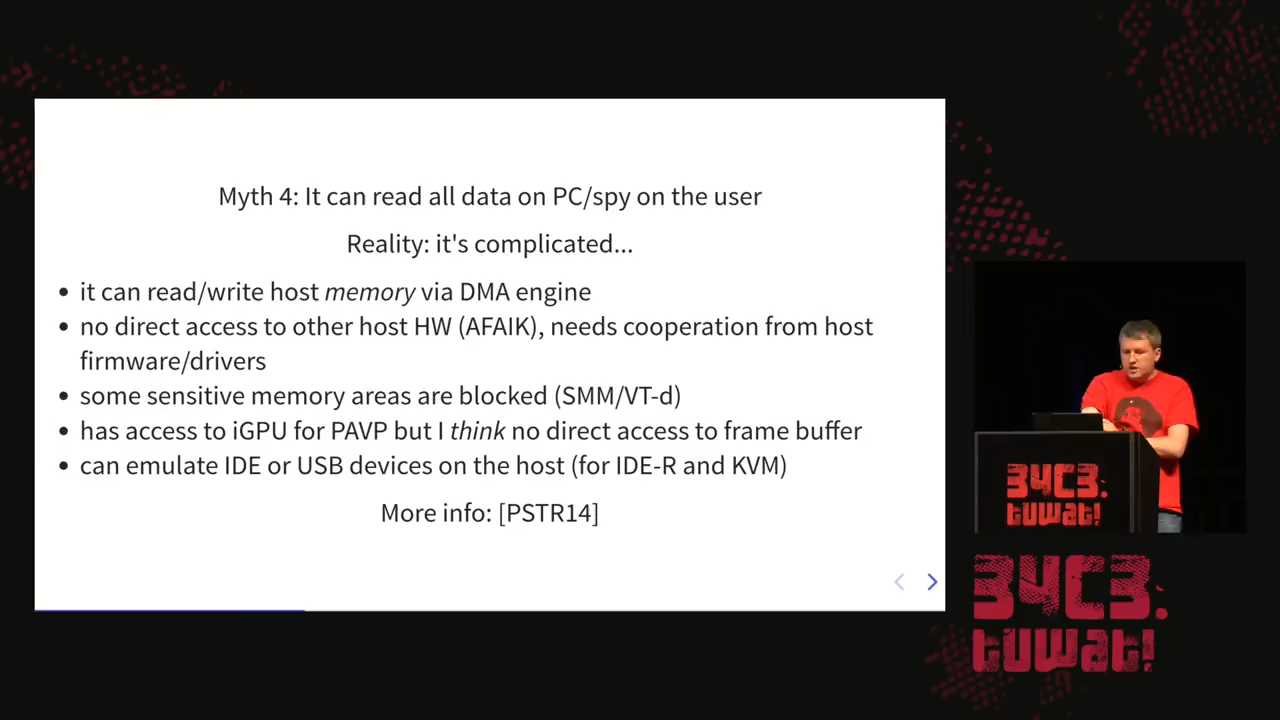 Myth 4: It can read all data on PC/spy on the user
Reality: it's complicated...
• it can read/write host memory via DMA engine
• no direct access to other host HW (AFAIK), needs cooperation from host
firmware/drivers
• some sensitive memory areas are blocked (SMM/VT-d)
• has access to iGPU for PAVP but I think no direct access to frame buffer
• can emulate IDE or USB devices on the host (for IDE-R and KVM)
More info: [PSTR14]
34C3.
tuwat!
34C3.
tuwat!